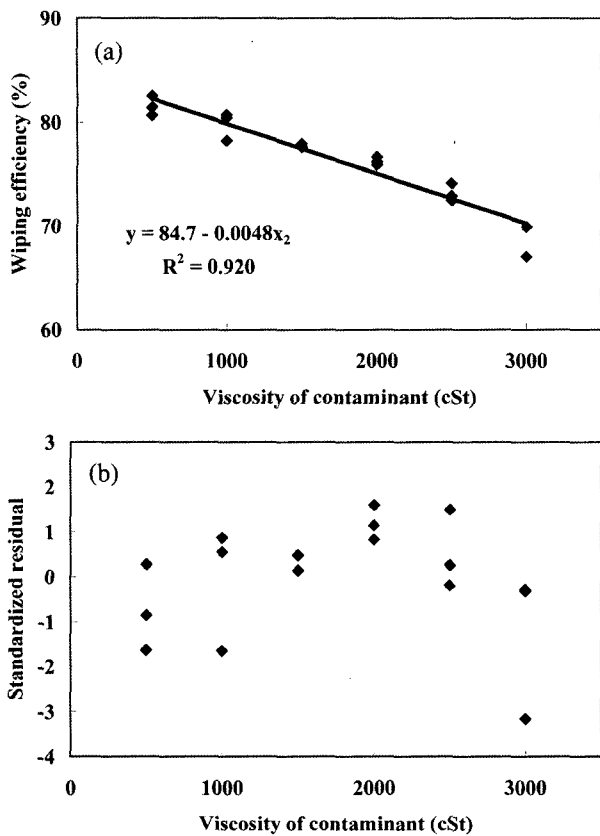 (a)
90
80
70
60
Wiping efficiency (%)
y = 84.7 - 0.0048x₂
R² = 0.920
0 1000 2000 3000
Viscosity of contaminant (cSt)
(b)
3
2
1
0
-1
-2
-3
-4
Standardized residual
0 1000 2000 3000
Viscosity of contaminant (cSt)